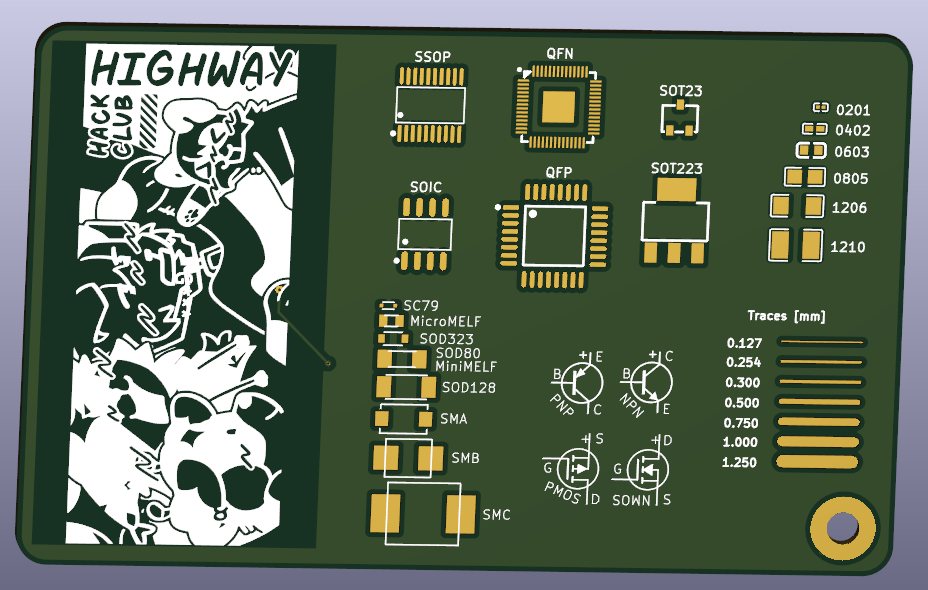 HIGHWAY
HACK
CLUB
SSOP
QFN
SOT23
0201
0402
0603
0805
1206
1210
SOIC
QFP
SOT223
SC79
MicroMELF
SOD323
SOD80
MiniMELF
SOD128
SMA
SMB
SMC
+ E
B
C
PNP
+ C
B
E
NPN
+ S
G
D
PMOS
+ D
G
S
SOWN
Traces [mm]
0.127
0.254
0.300
0.500
0.750
1.000
1.250